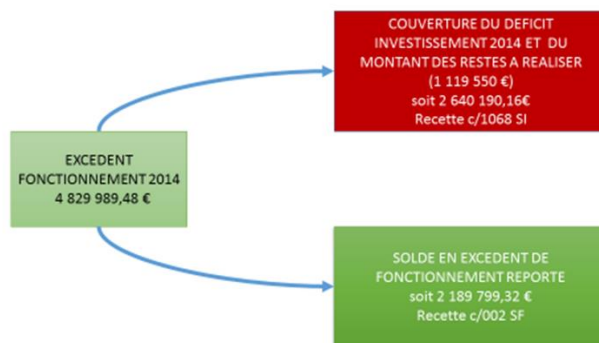 EXCEDENT
FONCTIONNEMENT 2014
4 829 989,48 €
COUVERTURE DU DEFICIT
INVESTISSEMENT 2014 ET DU
MONTANT DES RESTES A REALISER
(1 119 550 €)
soit 2 640 190,16€
Recette c/1068 SI
SOLDE EN EXCEDENT DE
FONCTIONNEMENT REPORTE
soit 2 189 799,32 €
Recette c/002 SF